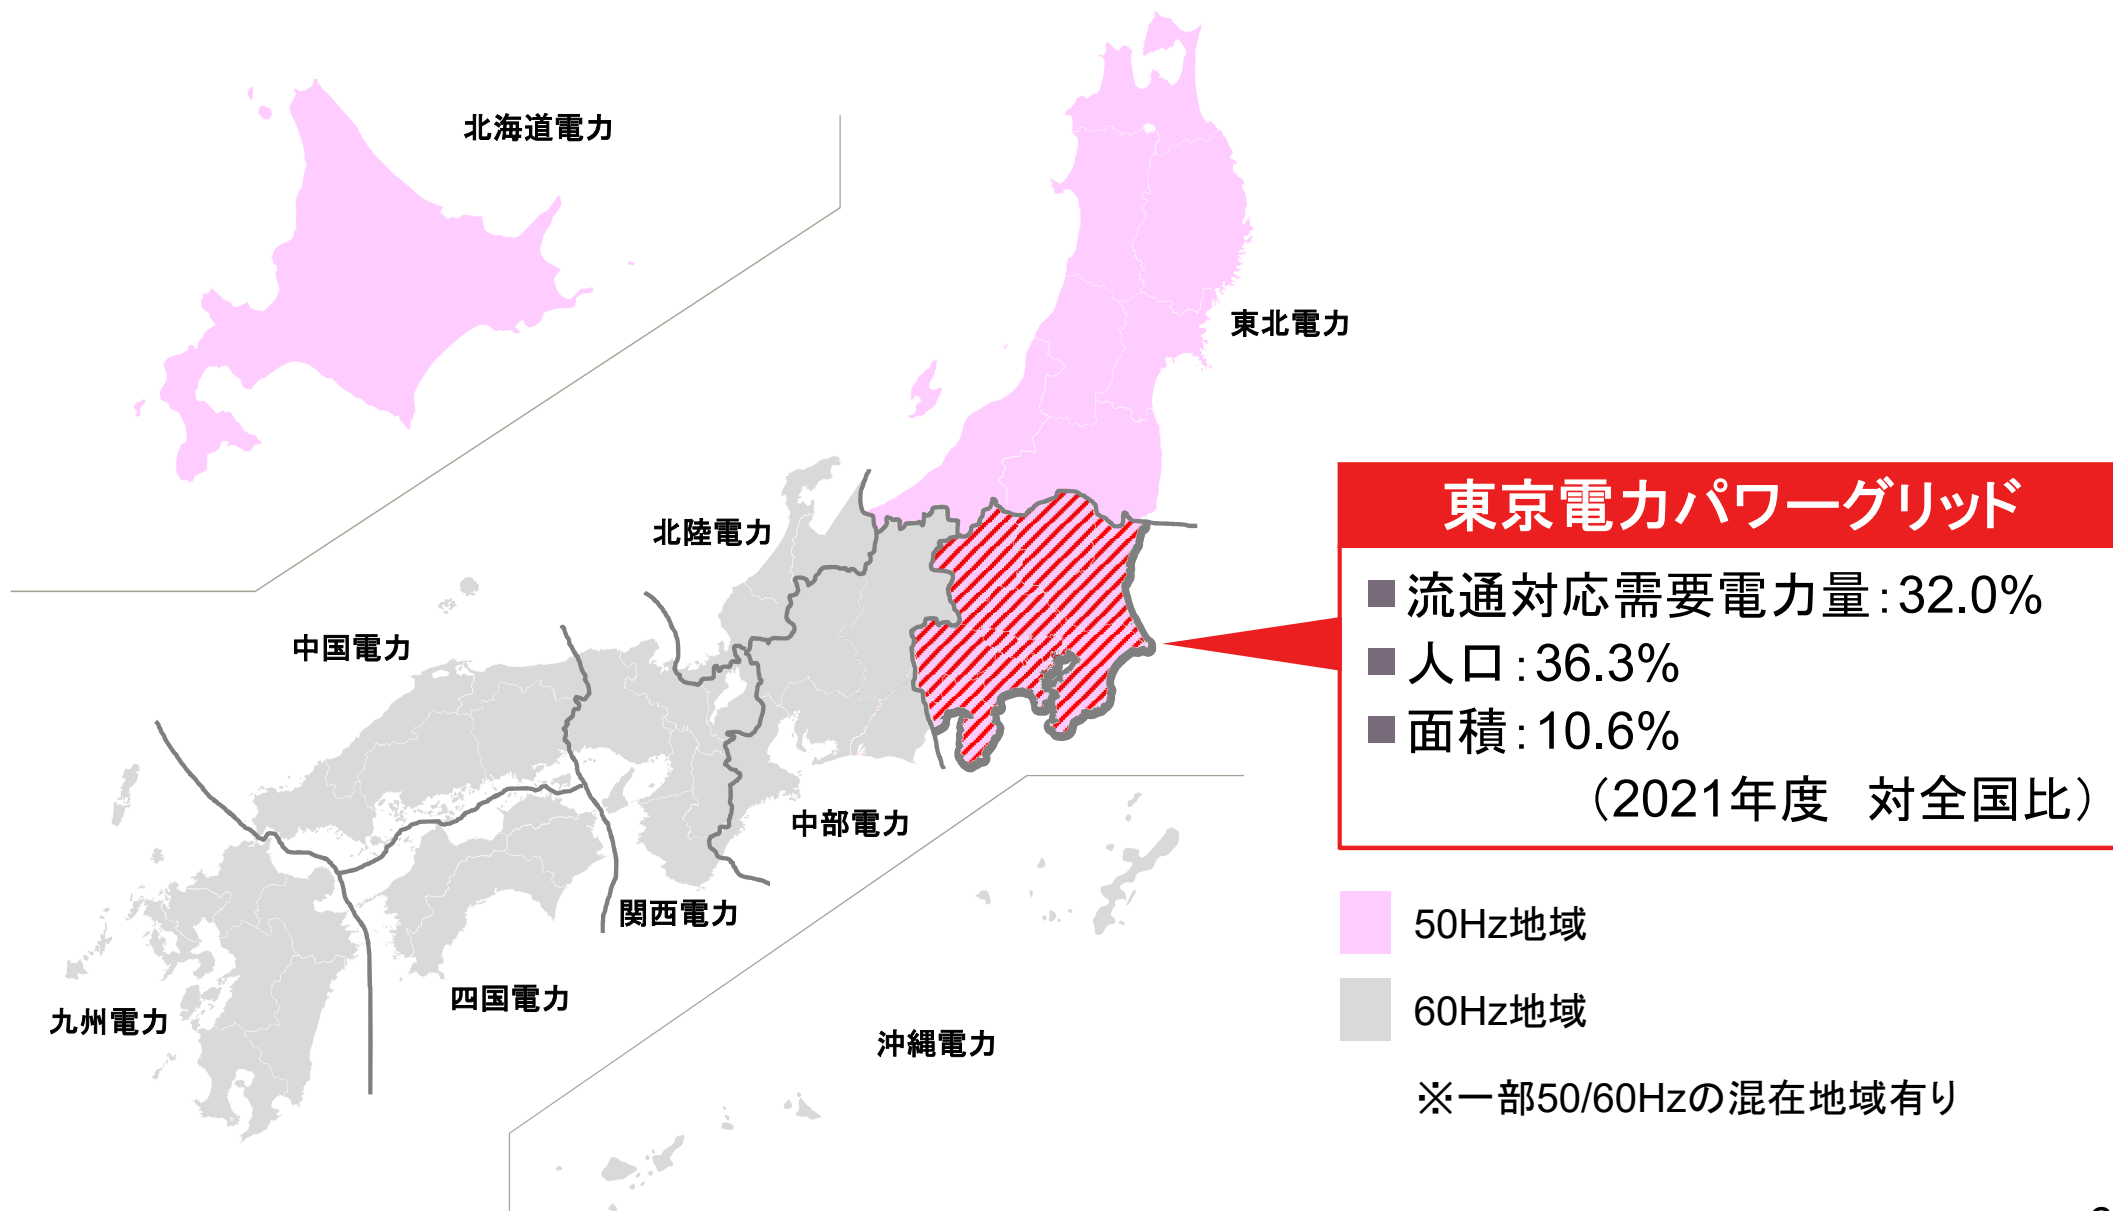 北海道電力
東北電力
北陸電力
中国電力
中部電力
関西電力
四国電力
九州電力
沖縄電力
東京電力パワーグリッド
■流通対応需要電力量：32.0%
■人口：36.3%
■面積：10.6%
（2021年度　対全国比）
50Hz地域
60Hz地域
※一部50/60Hzの混在地域有り